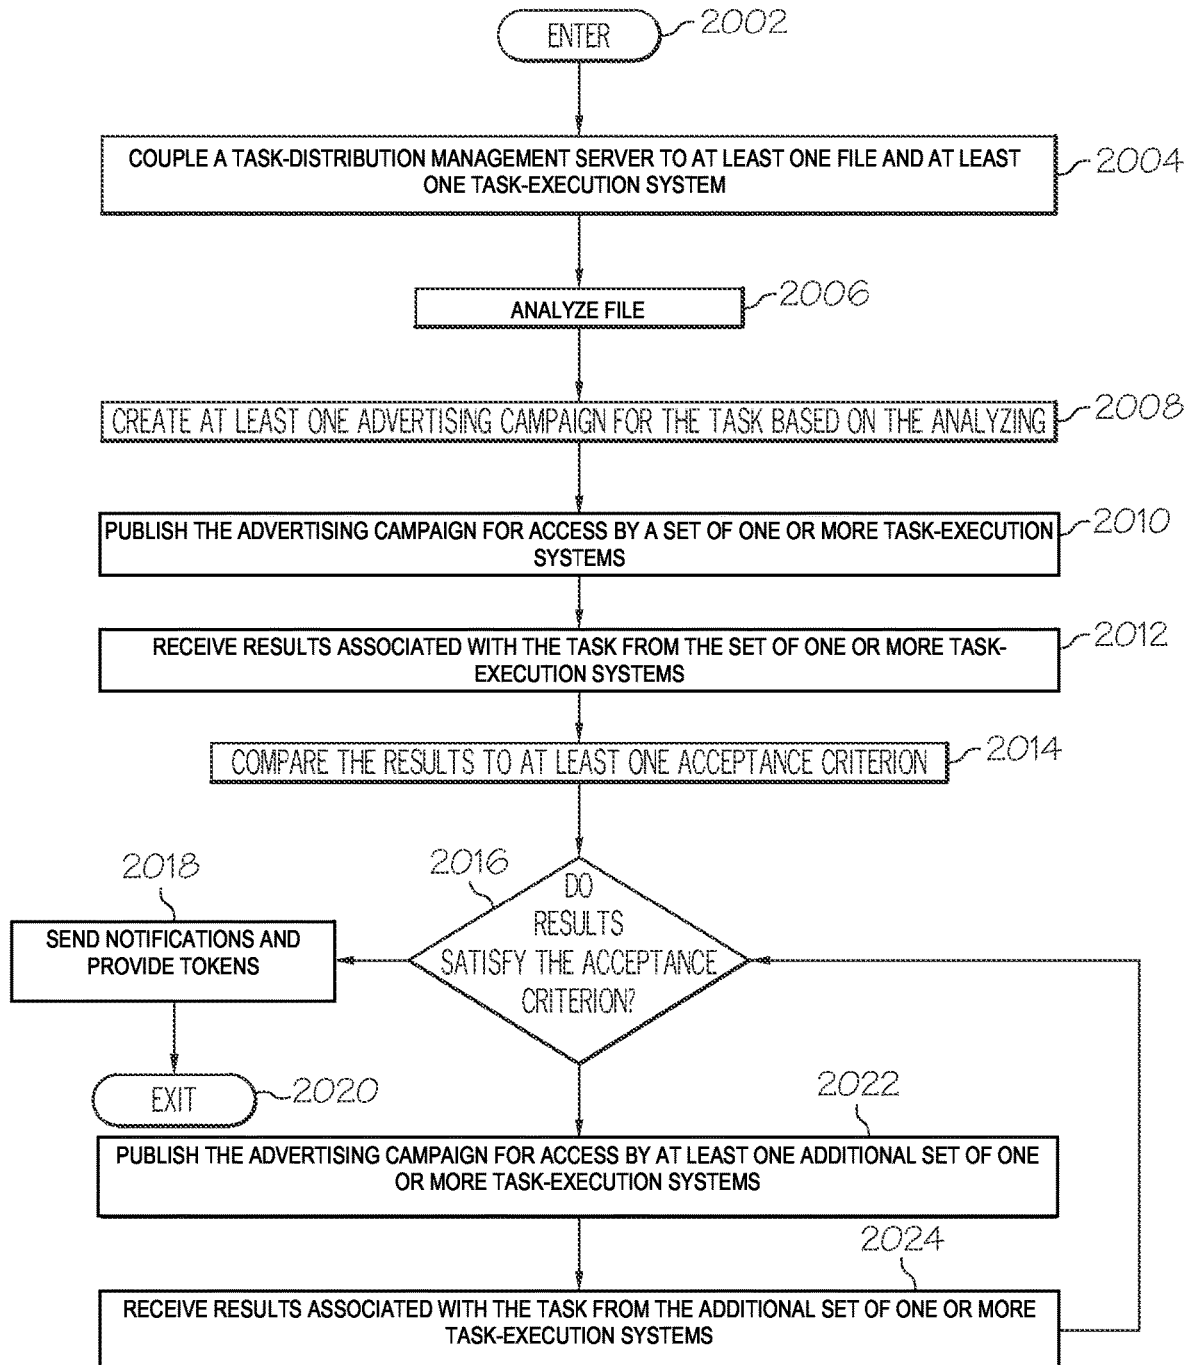 ENTER
2002
COUPLE A TASK-DISTRIBUTION MANAGEMENT SERVER TO AT LEAST ONE FILE AND AT LEAST
ONE TASK-EXECUTION SYSTEM
2004
ANALYZE FILE
2006
CREATE AT LEAST ONE ADVERTISING CAMPAIGN FOR THE TASK BASED ON THE ANALYZING
2008
PUBLISH THE ADVERTISING CAMPAIGN FOR ACCESS BY A SET OF ONE OR MORE TASK-EXECUTION
SYSTEMS
2010
RECEIVE RESULTS ASSOCIATED WITH THE TASK FROM THE SET OF ONE OR MORE TASK-
EXECUTION SYSTEMS
2012
COMPARE THE RESULTS TO AT LEAST ONE ACCEPTANCE CRITERION
2014
2016
DO
RESULTS
SATISFY THE ACCEPTANCE
CRITERION?
2018
SEND NOTIFICATIONS AND
PROVIDE TOKENS
EXIT
2020
2022
PUBLISH THE ADVERTISING CAMPAIGN FOR ACCESS BY AT LEAST ONE ADDITIONAL SET OF ONE
OR MORE TASK-EXECUTION SYSTEMS
2024
RECEIVE RESULTS ASSOCIATED WITH THE TASK FROM THE ADDITIONAL SET OF ONE OR MORE
TASK-EXECUTION SYSTEMS